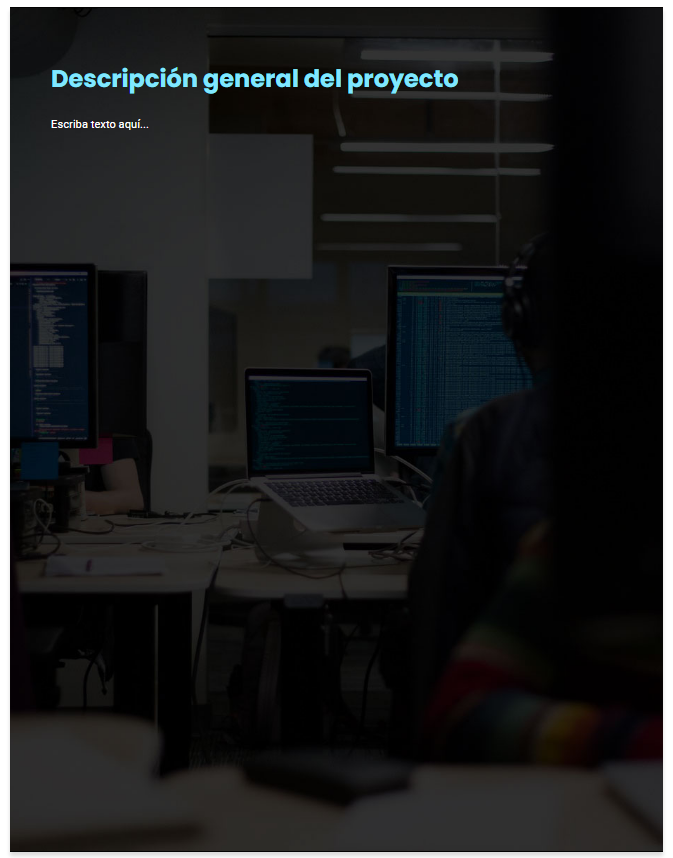 Descripción general del proyecto
Escriba texto aquí...